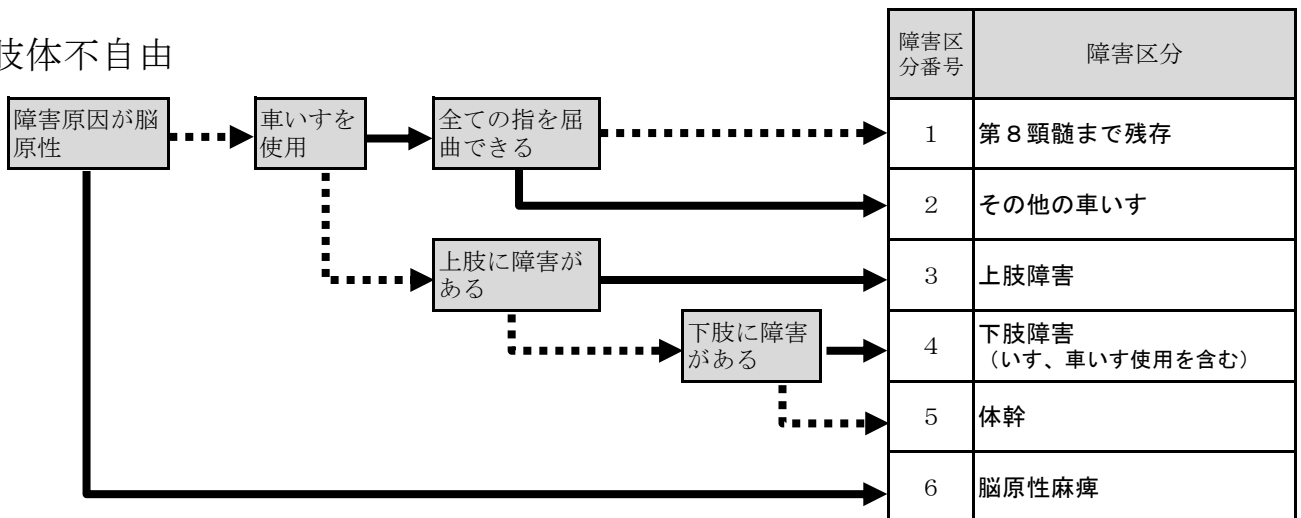 肢体不自由
障害区
分番号
障害区分
障害原因が脳
原性
車いすを
使用
全ての指を屈
曲できる
1
第8頸髄まで残存
2
その他の車いす
上肢に障害が
ある
3
上肢障害
下肢に障害
がある
4
下肢障害
（いす、車いす使用を含む）
5
体幹
6
脳原性麻痺